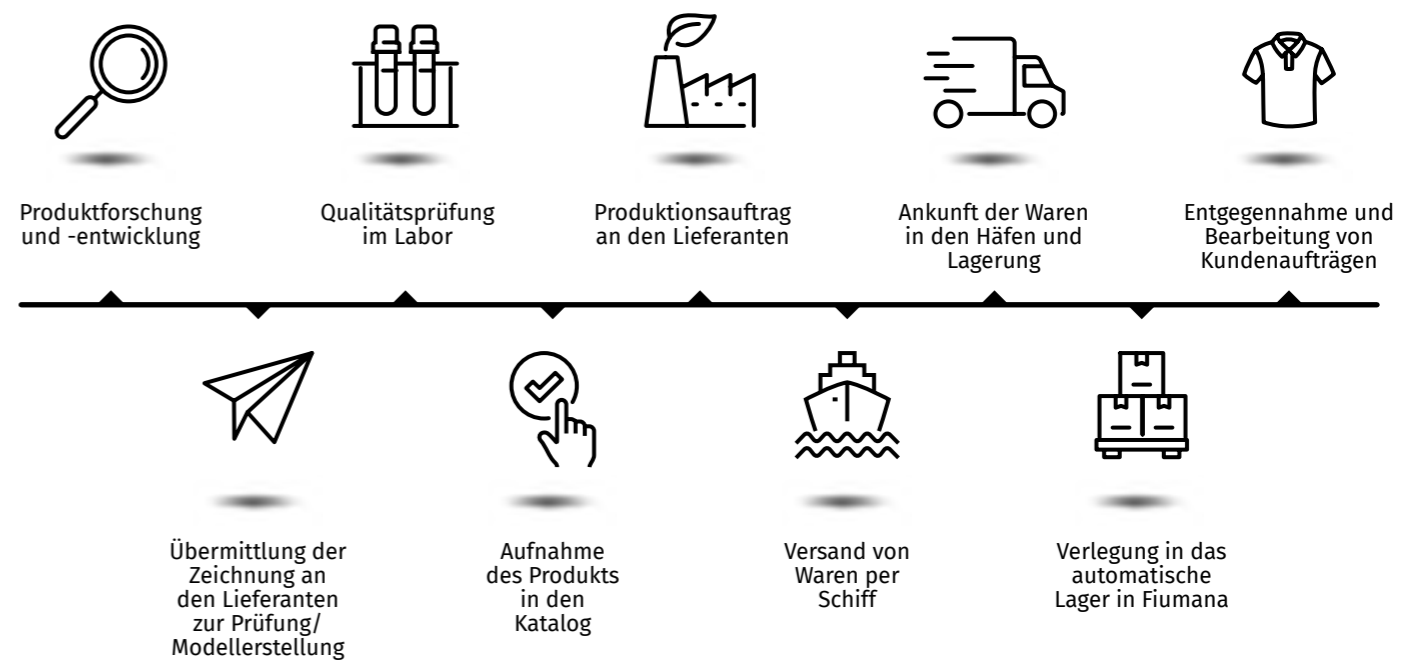 Produktforschung
und -entwicklung
Qualitätsprüfung
im Labor
Produktionsauftrag
an den Lieferanten
Ankunft der Waren
in den Häfen und
Lagerung
Entgegennahme und
Bearbeitung von
Kundenaufträgen
Übermittlung der
Zeichnung an
den Lieferanten
zur Prüfung/
Modellerstellung
Aufnahme
des Produkts
in den
Katalog
Versand von
Waren per
Schiff
Verlegung in das
automatische
Lager in Fiumana